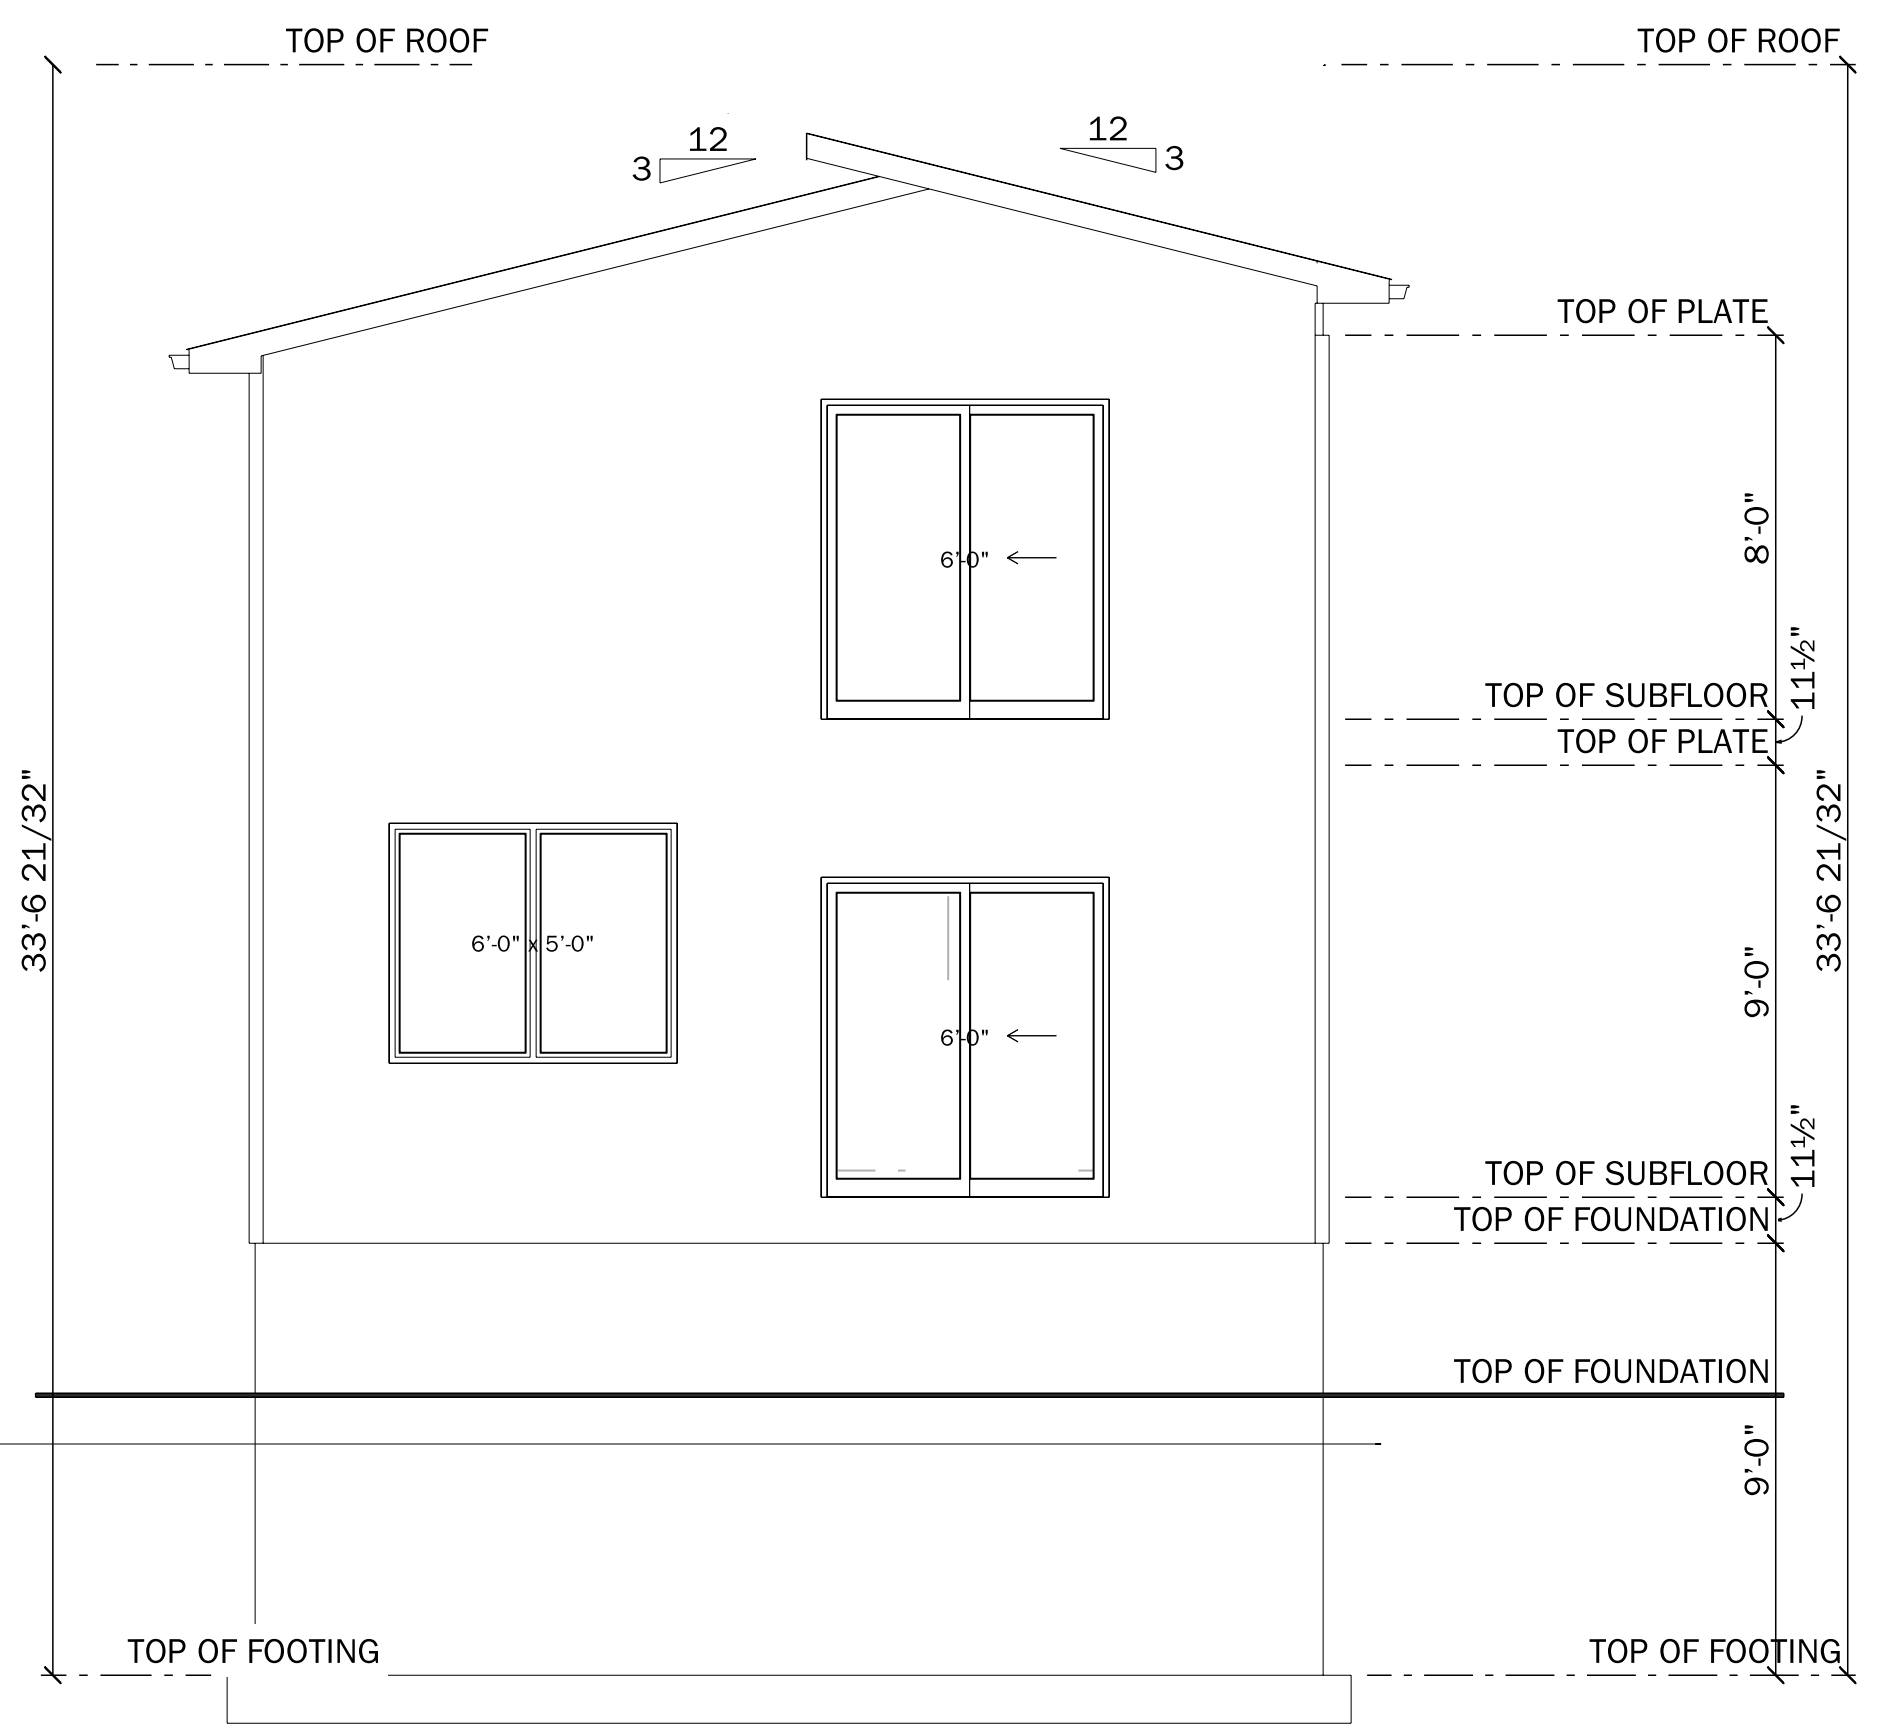 TOP OF ROOF
TOP OF ROOF
12
3
12
3
TOP OF PLATE
8'-0"
6'-0"
11½"
TOP OF SUBFLOOR
TOP OF PLATE
33'-6 21/32"
33'-6 21/32"
6'-0" x 5'-0"
9'-0"
6'-0"
11½"
TOP OF SUBFLOOR
TOP OF FOUNDATION
TOP OF FOUNDATION
9'-0"
TOP OF FOOTING
TOP OF FOOTING